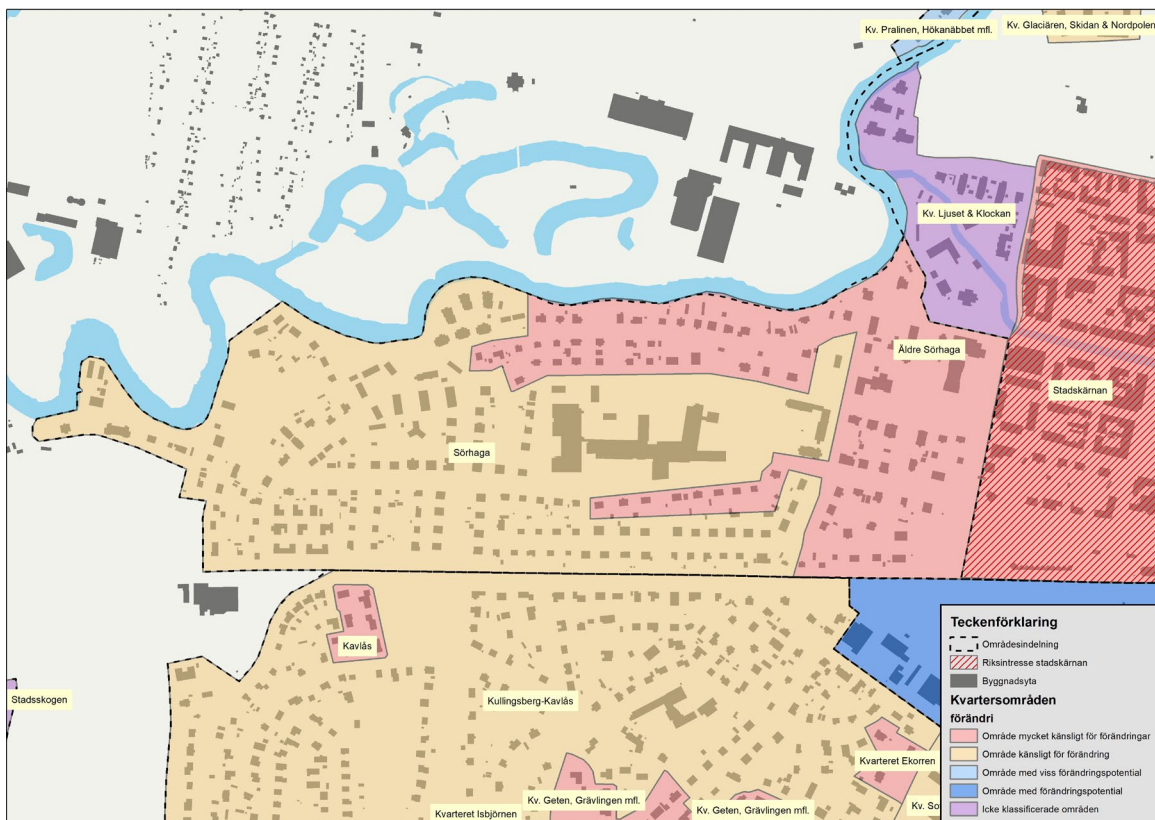 Kv. Pralinen, Hökanäbbet mfl.
Kv. Glaciären, Skidan & Nordpolen
Kv. Ljuset & Klockan
Äldre Sörhaga
Stadskärnan
Sörhaga
Kavlås
Stadsskogen
Kullingsberg-Kavlås
Kvarteret Ekorren
Kv. Geten, Grävlingen mfl.
Kv. Geten, Grävlingen mfl.
Kv. So
Kvarteret Isbjörnen
Teckenförklaring
Områdesindelning
Riksintresse stadskärnan
Byggnadsyta
Kvartersområden
förändri
Område mycket känsligt för förändringar
Område känsligt för förändring
Område med viss förändringspotential
Område med förändringspotential
Icke klassificerade områden